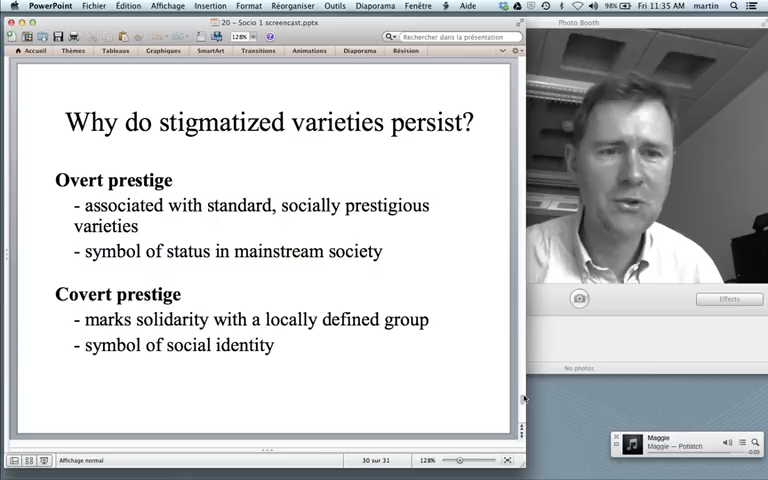 PowerPoint Fichier Édition Affichage Insertion Format Réorganiser Outils Diaporama Fenêtre Aide 98% Fri 11:35 AM martin
20 – Socio 1 screencast.pptx
128%
Rechercher dans la présentation
Accueil Thèmes Tableaux Graphiques SmartArt Transitions Animations Diaporama Révision
Why do stigmatized varieties persist?
Overt prestige
- associated with standard, socially prestigious
varieties
- symbol of status in mainstream society
Covert prestige
- marks solidarity with a locally defined group
- symbol of social identity
Affichage normal 30 sur 31 128%
Photo Booth
Effects
No photos
Maggie
Maggie — Potlatch
-0:03